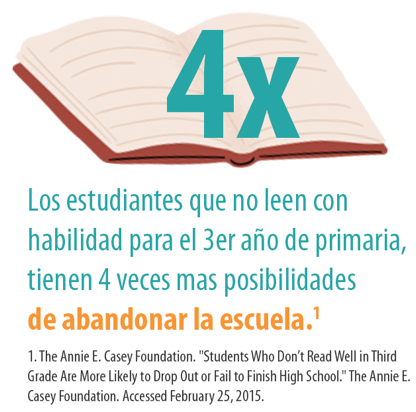 4x
Los estudiantes que no leen con
habilidad para el 3er año de primaria,
tienen 4 veces mas posibilidades
de abandonar la escuela.1
1. The Annie E. Casey Foundation. "Students Who Don't Read Well in Third
Grade Are More Likely to Drop Out or Fail to Finish High School." The Annie E.
Casey Foundation. Accessed February 25, 2015.